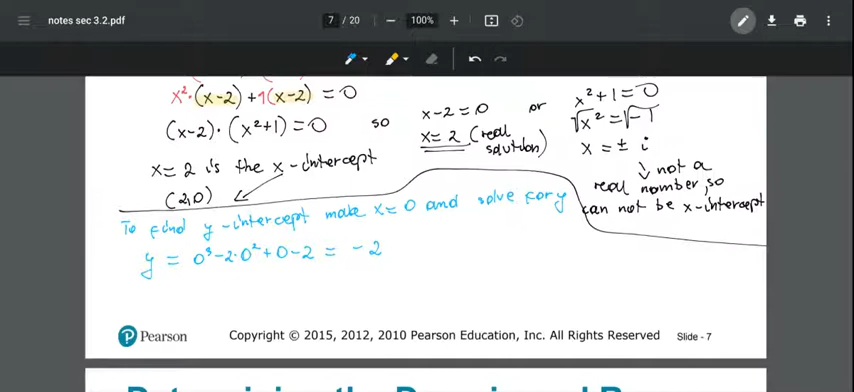 notes sec 3.2.pdf
7 / 20
100%
x²·(x-2) + 1(x-2) = 0
(x-2)·(x²+1) = 0
so
x = 2 is the x-intercept
(2,0)
x-2 = 0 or
x = 2 (real
solution)
x²+1 = 0
√x² = √-1
x = ± i
not a
real nomber, so
can not be x-intercept
To find y-intercept make x = 0 and solve for y
y = 0³ - 2·0² + 0 - 2 = -2
Pearson
Copyright © 2015, 2012, 2010 Pearson Education, Inc. All Rights Reserved
Slide - 7